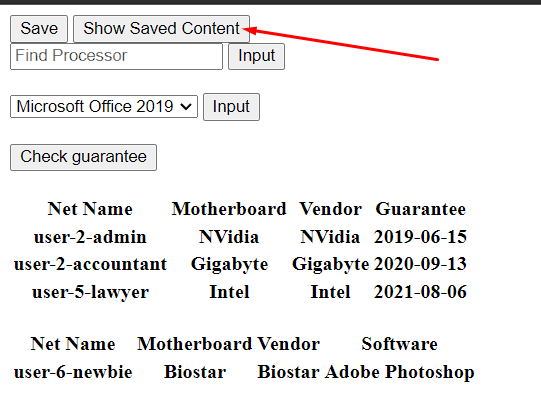 Save Show Saved Content
Find Processor Input
Microsoft Office 2019 Input
Check guarantee
Net Name Motherboard Vendor Guarantee
user-2-admin NVidia NVidia 2019-06-15
user-2-accountant Gigabyte Gigabyte 2020-09-13
user-5-lawyer Intel Intel 2021-08-06
Net Name Motherboard Vendor Software
user-6-newbie Biostar Biostar Adobe Photoshop